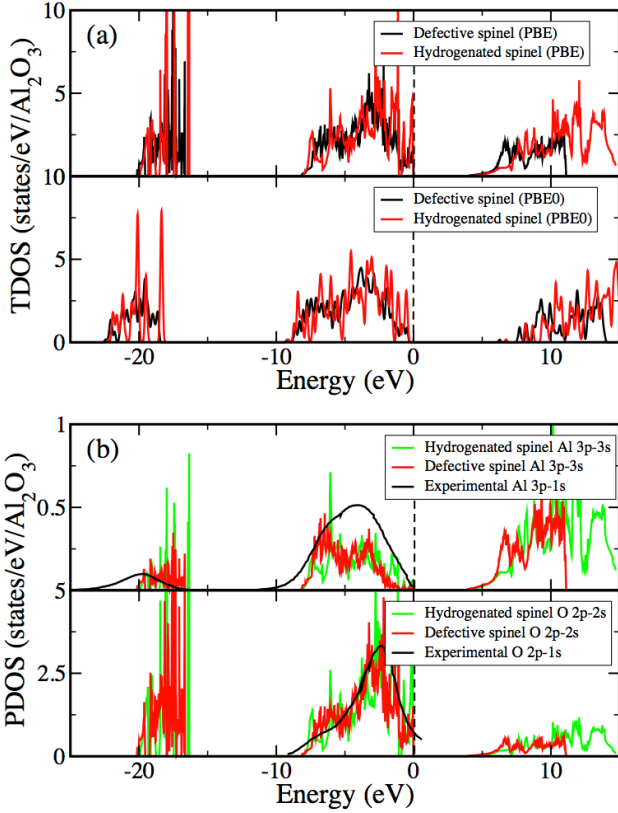 (a)
10
5
10
5
0
TDOS (states/eV/Al2O3)
Defective spinel (PBE)
Hydrogenated spinel (PBE)
Defective spinel (PBE0)
Hydrogenated spinel (PBE0)
-20 -10 0 10
Energy (eV)
(b)
1
0.5
5
2.5
0
PDOS (states/eV/Al2O3)
Hydrogenated spinel Al 3p-3s
Defective spinel Al 3p-3s
Experimental Al 3p-1s
Hydrogenated spinel O 2p-2s
Defective spinel O 2p-2s
Experimental O 2p-1s
-20 -10 0 10
Energy (eV)